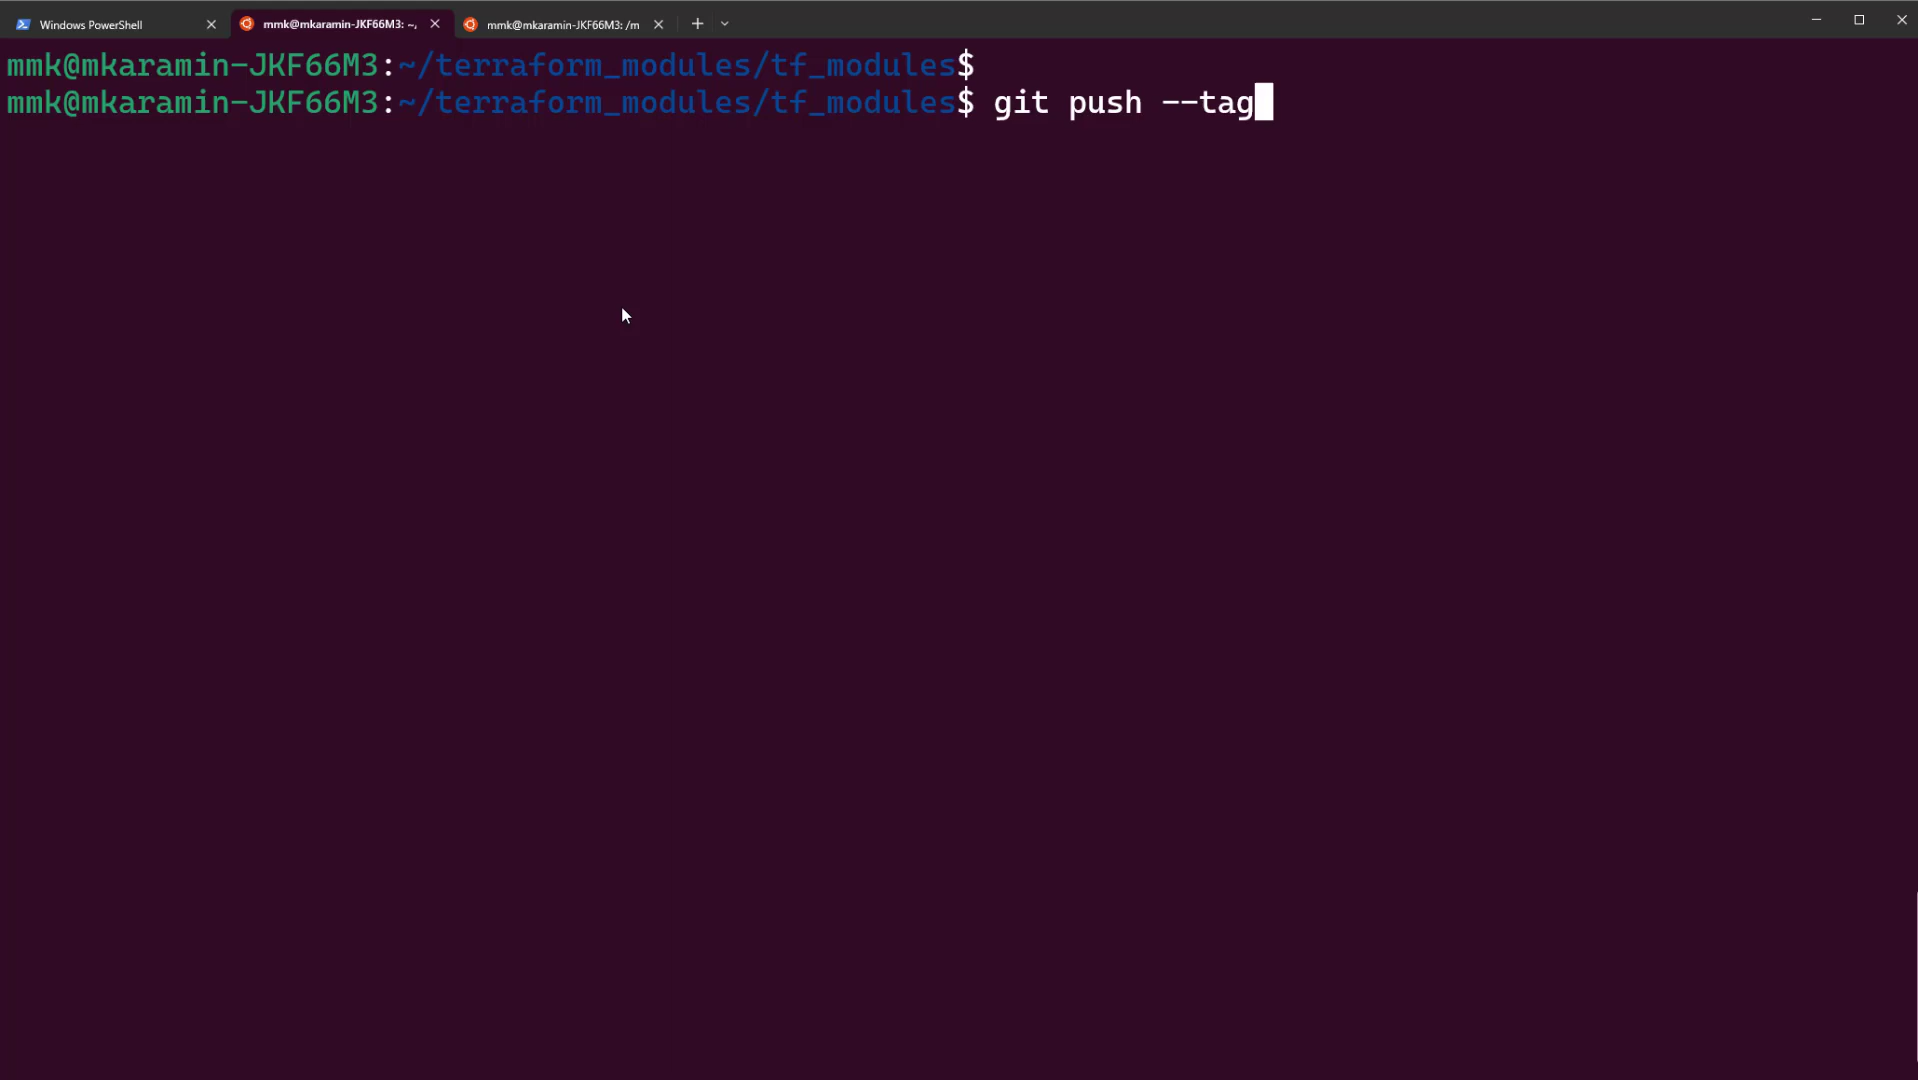 Windows PowerShell
mmk@mkaramin-JKF66M3: ~,
mmk@mkaramin-JKF66M3: /m
mmk@mkaramin-JKF66M3:~/terraform_modules/tf_modules$
mmk@mkaramin-JKF66M3:~/terraform_modules/tf_modules$ git push --tag